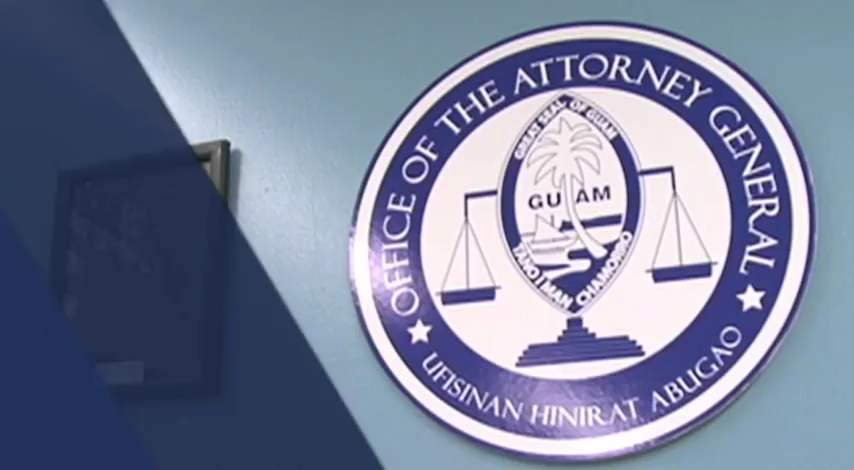 OFFICE OF THE ATTORNEY GENERAL
GREAT SEAL OF GUAM
GUAM
TANO I MAN CHAMORRO
UFISINAN HINIRAT ABUGAO